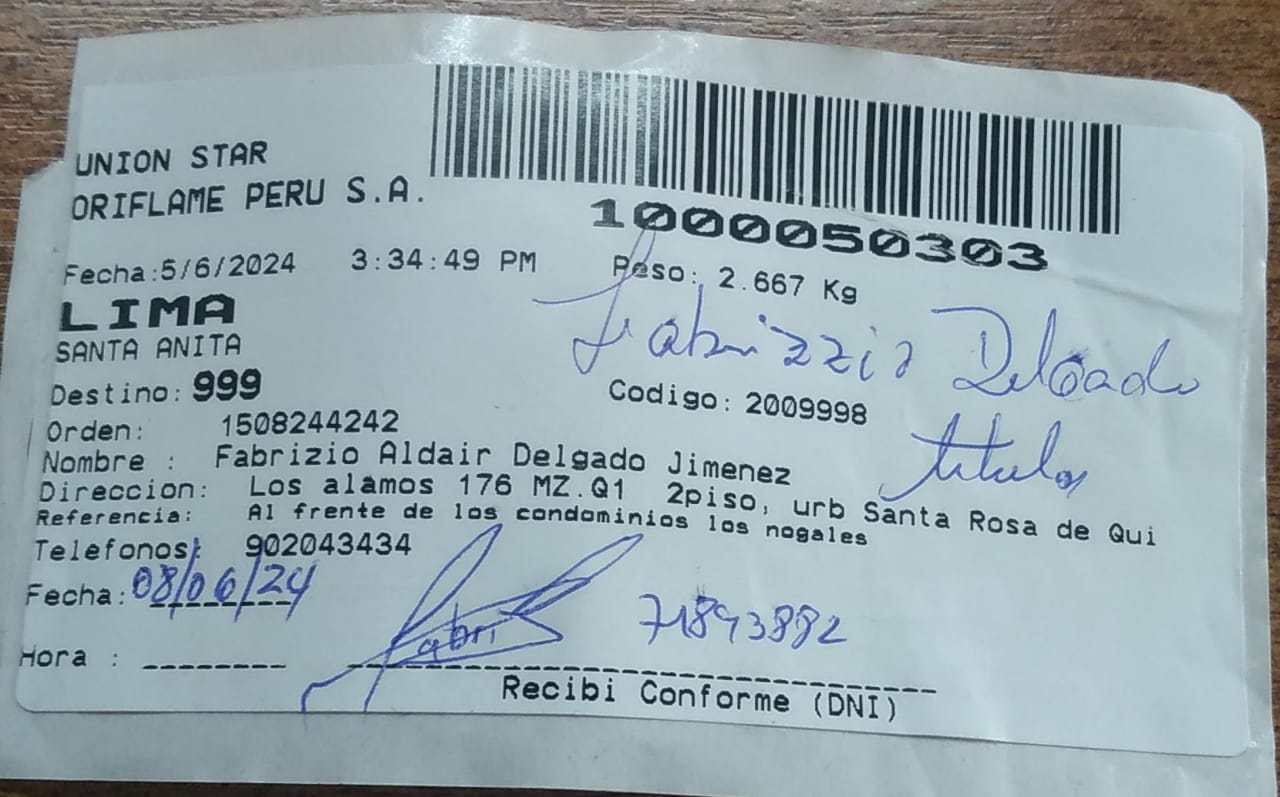 UNION STAR
ORIFLAME PERU S.A.
1000050303
Fecha:5/6/2024 3:34:49 PM Peso: 2.667 Kg
LIMA
SANTA ANITA
Fabrizzio Delgado
Destino: 999 Codigo: 2009998
titular
Orden: 1508244242
Nombre : Fabrizio Aldair Delgado Jimenez
Direccion: Los alamos 176 MZ.Q1 2piso, urb Santa Rosa de Qui
Referencia: Al frente de los condominios los nogales
Telefonos: 902043434
Fecha: 08/06/24
Fabri 71893882
Hora :
Recibi Conforme (DNI)